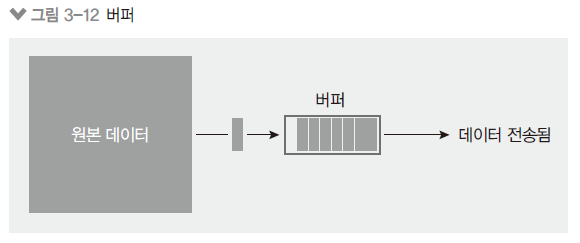 그림 3-12 버퍼
버퍼
원본 데이터
데이터 전송됨